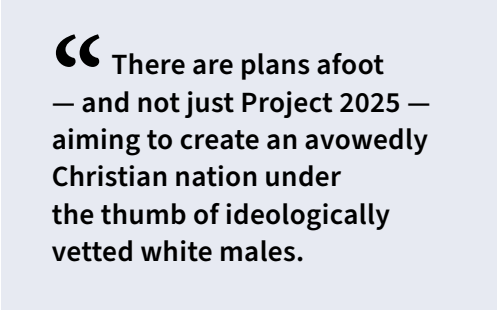 “ There are plans afoot
— and not just Project 2025 —
aiming to create an avowedly
Christian nation under
the thumb of ideologically
vetted white males.